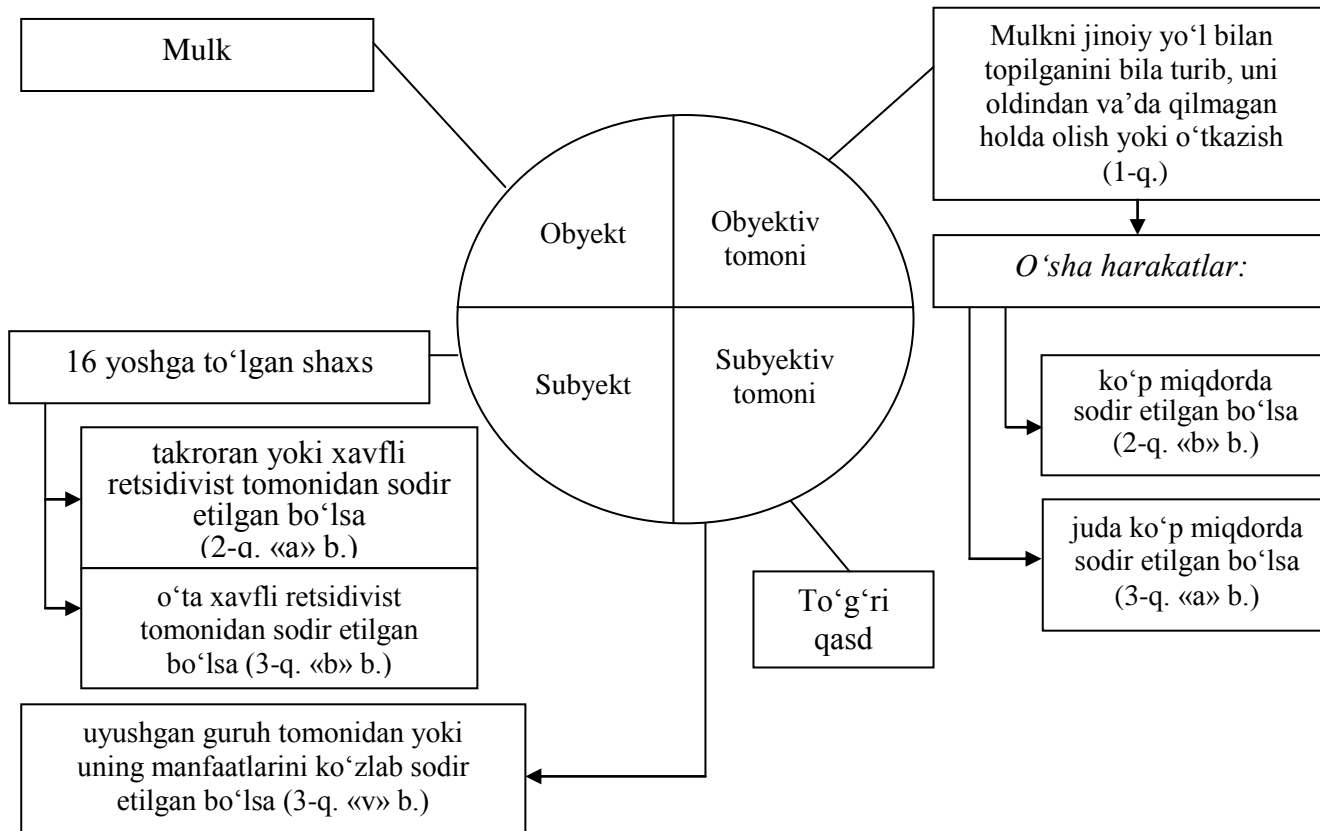 Mulk
Mulkni jinoiy yo‘l bilan
topilganini bila turib, uni
oldindan va’da qilmagan
holda olish yoki o‘tkazish
(1-q.)
Obyekt
Obyektiv
tomoni
O‘sha harakatlar:
16 yoshga to‘lgan shaxs
Subyekt
Subyektiv
tomoni
ko‘p miqdorda
sodir etilgan bo‘lsa
(2-q. «b» b.)
takroran yoki xavfli
retsidivist tomonidan sodir
etilgan bo‘lsa
(2-q. «a» b.)
juda ko‘p miqdorda
sodir etilgan bo‘lsa
(3-q. «a» b.)
o‘ta xavfli retsidivist
tomonidan sodir etilgan
bo‘lsa (3-q. «b» b.)
To‘g‘ri
qasd
uyushgan guruh tomonidan yoki
uning manfaatlarini ko‘zlab sodir
etilgan bo‘lsa (3-q. «v» b.)